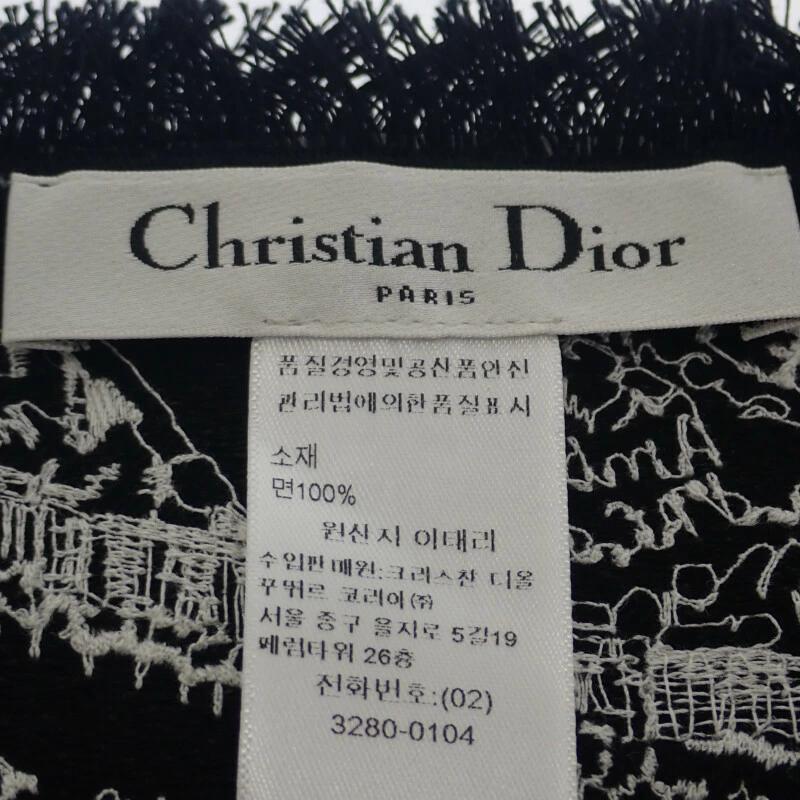 Christian Dior
PARIS
품질경영및공산품안전
관리법에의한품질표시
소재
면100%
원산지 이태리
수입판매원:크리스챤 디올
꾸뛰르 코리아(주)
서울 중구 을지로 5길19
페럼타워 26층
전화번호:(02)
3280-0104